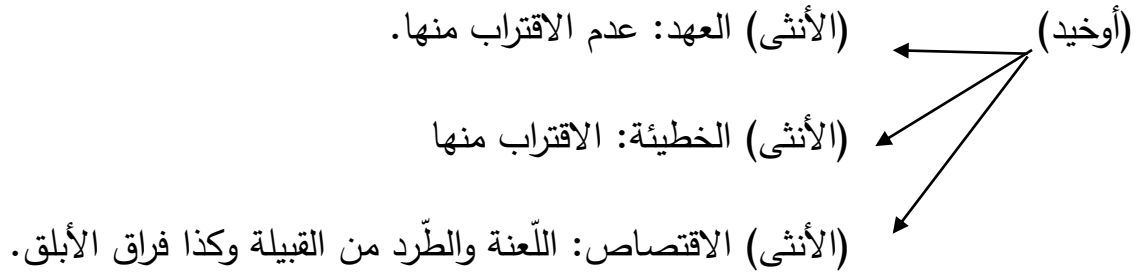 (أوخيد) (الأنثى) العهد: عدم الاقتراب منها.
(الأنثى) الخطيئة: الاقتراب منها
(الأنثى) الاقتصاص: اللّعنة والطّرد من القبيلة وكذا فراق الأبلق.